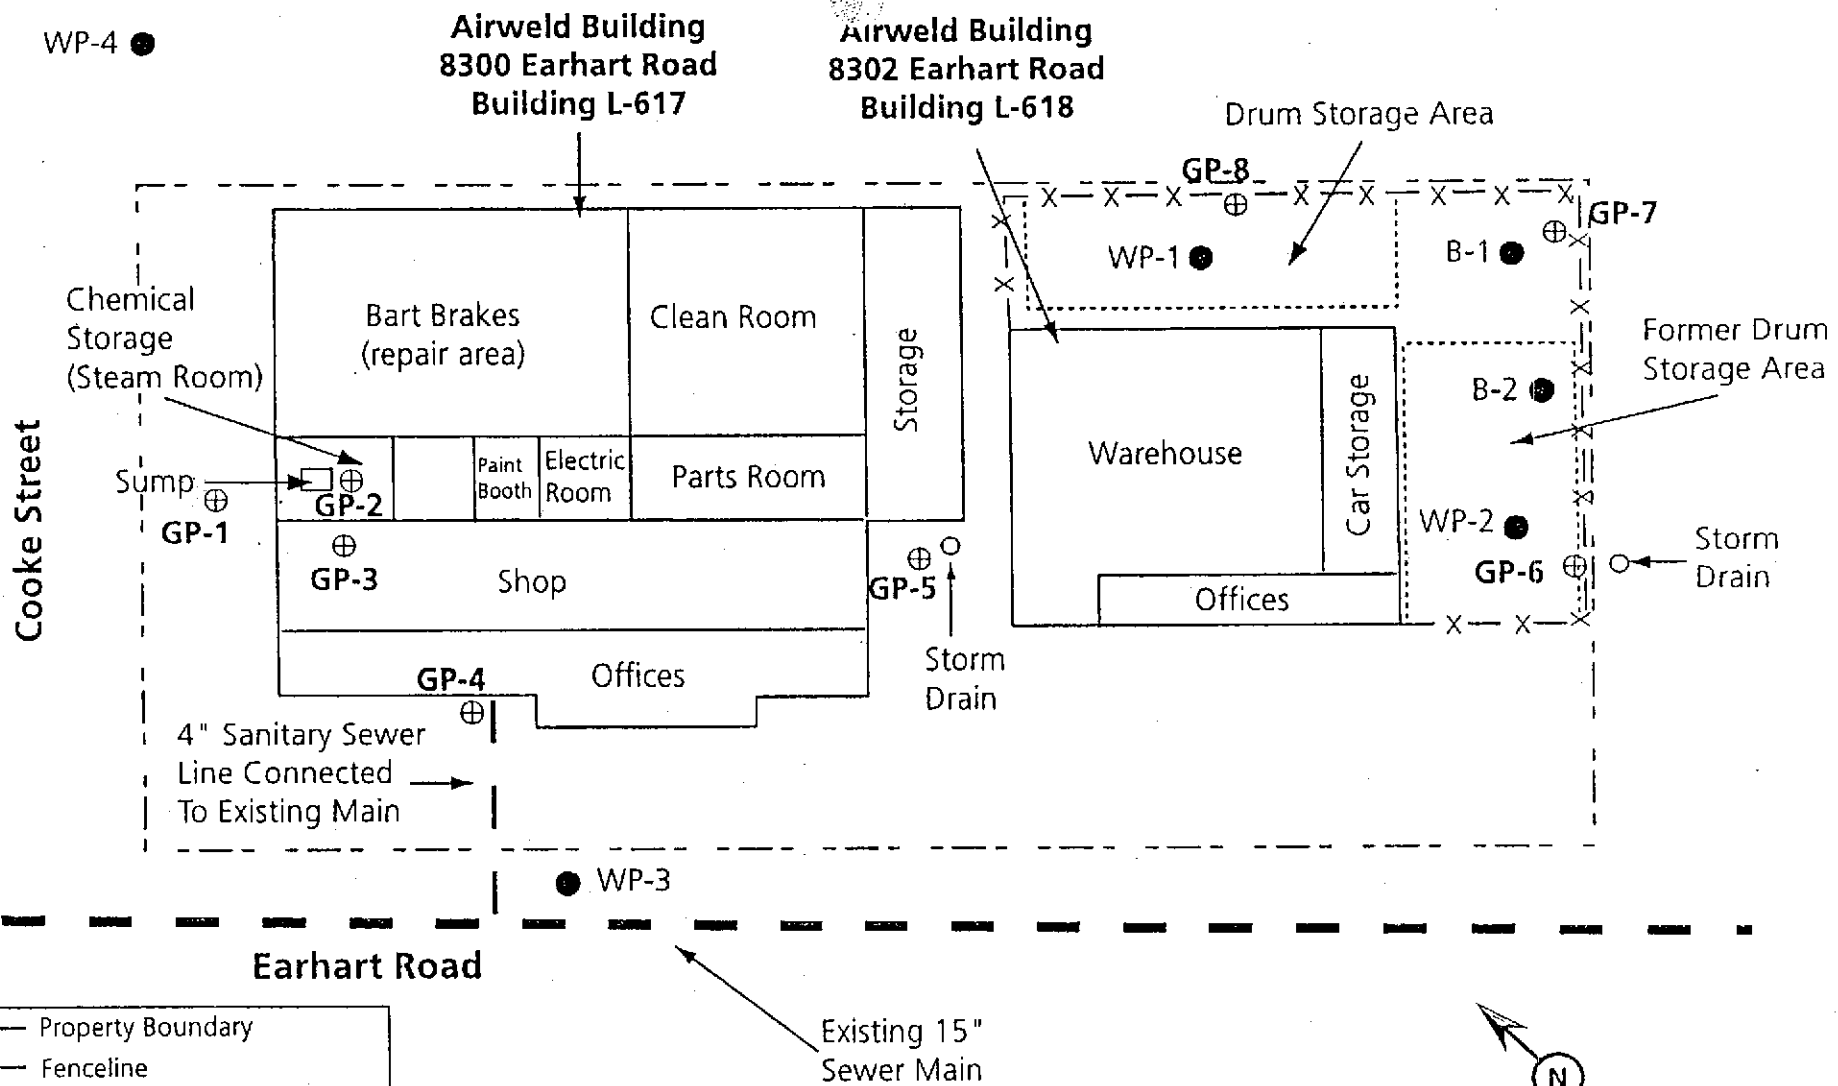 WP-4
Airweld Building
8300 Earhart Road
Building L-617
Airweld Building
8302 Earhart Road
Building L-618
Drum Storage Area
GP-8
GP-7
WP-1
B-1
Chemical
Storage
(Steam Room)
Bart Brakes
(repair area)
Clean Room
Storage
Former Drum
Storage Area
B-2
Cooke Street
Sump
GP-1
GP-2
Paint
Booth
Electric
Room
Parts Room
Warehouse
Car Storage
WP-2
GP-6
Storm
Drain
GP-3
Shop
GP-5
Offices
Storm
Drain
GP-4
Offices
4" Sanitary Sewer
Line Connected
To Existing Main
WP-3
Earhart Road
Existing 15"
Sewer Main
Property Boundary
Fenceline
N